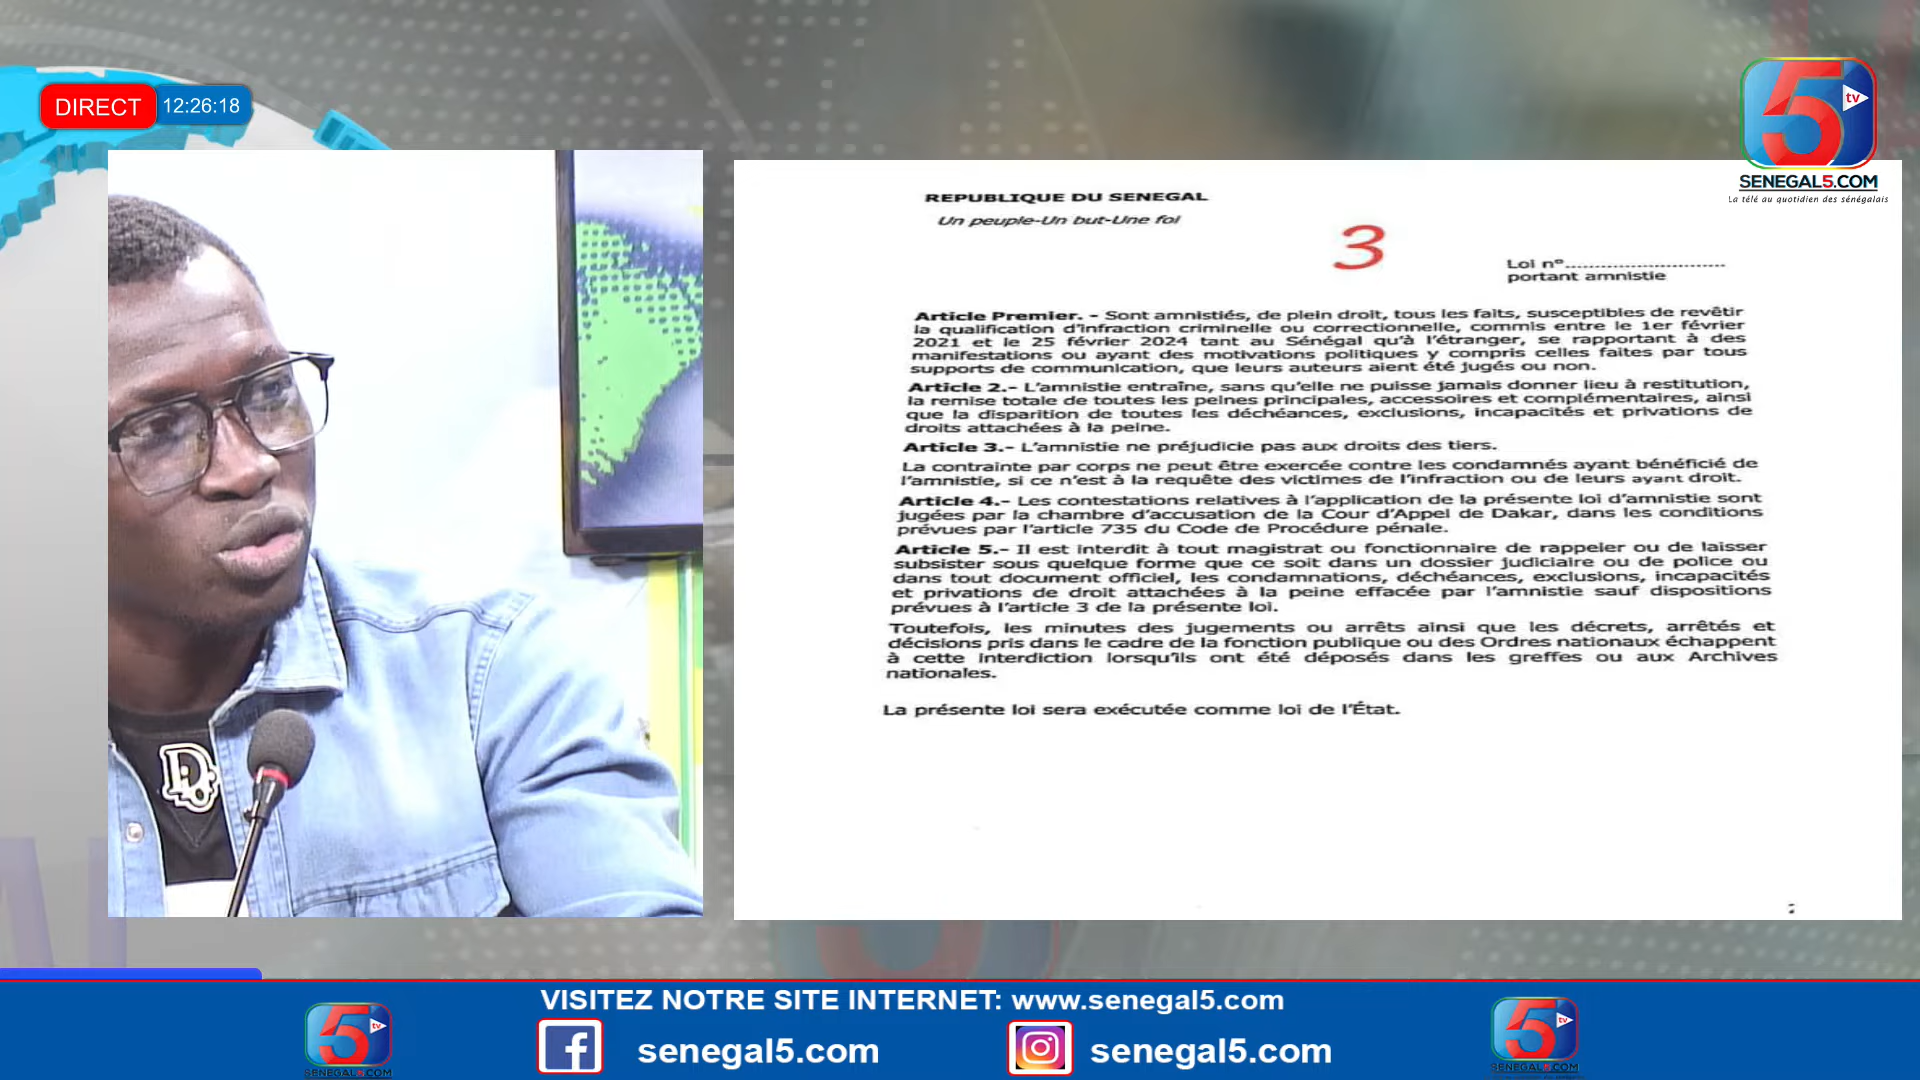 DIRECT 12:26:18
5 tv
SENEGAL5.COM
La télé au quotidien des sénégalais
REPUBLIQUE DU SENEGAL
Un peuple-Un but-Une foi
3
Loi n°...........................
portant amnistie
Article Premier. - Sont amnistiés, de plein droit, tous les faits, susceptibles de revêtir
la qualification d'infraction criminelle ou correctionnelle, commis entre le 1er février
2021 et le 25 février 2024 tant au Sénégal qu'à l'étranger, se rapportant à des
manifestations ou ayant des motivations politiques y compris celles faites par tous
supports de communication, que leurs auteurs aient été jugés ou non.
Article 2.- L'amnistie entraîne, sans qu'elle ne puisse jamais donner lieu à restitution,
la remise totale de toutes les peines principales, accessoires et complémentaires, ainsi
que la disparition de toutes les déchéances, exclusions, incapacités et privations de
droits attachées à la peine.
Article 3.- L'amnistie ne préjudicie pas aux droits des tiers.
La contrainte par corps ne peut être exercée contre les condamnés ayant bénéficié de
l'amnistie, si ce n'est à la requête des victimes de l'infraction ou de leurs ayant droit.
Article 4.- Les contestations relatives à l'application de la présente loi d'amnistie sont
jugées par la chambre d'accusation de la Cour d'Appel de Dakar, dans les conditions
prévues par l'article 735 du Code de Procédure pénale.
Article 5.- Il est interdit à tout magistrat ou fonctionnaire de rappeler ou de laisser
subsister sous quelque forme que ce soit dans un dossier judiciaire ou de police ou
dans tout document officiel, les condamnations, déchéances, exclusions, incapacités
et privations de droit attachées à la peine effacée par l'amnistie sauf dispositions
prévues à l'article 3 de la présente loi.
Toutefois, les minutes des jugements ou arrêts ainsi que les décrets, arrêtés et
décisions pris dans le cadre de la fonction publique ou des Ordres nationaux échappent
à cette interdiction lorsqu'ils ont été déposés dans les greffes ou aux Archives
nationales.
La présente loi sera exécutée comme loi de l'État.
VISITEZ NOTRE SITE INTERNET: www.senegal5.com
5 tv
SENEGAL5.COM
senegal5.com
senegal5.com
5 tv
SENEGAL5.COM